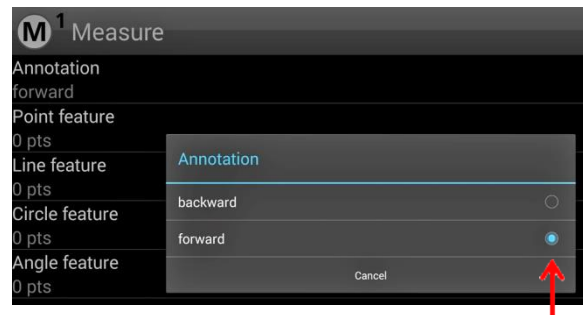 M 1 Measure
Annotation
forward
Point feature
0 pts
Line feature
0 pts
Circle feature
0 pts
Angle feature
0 pts
Annotation
backward
forward
Cancel